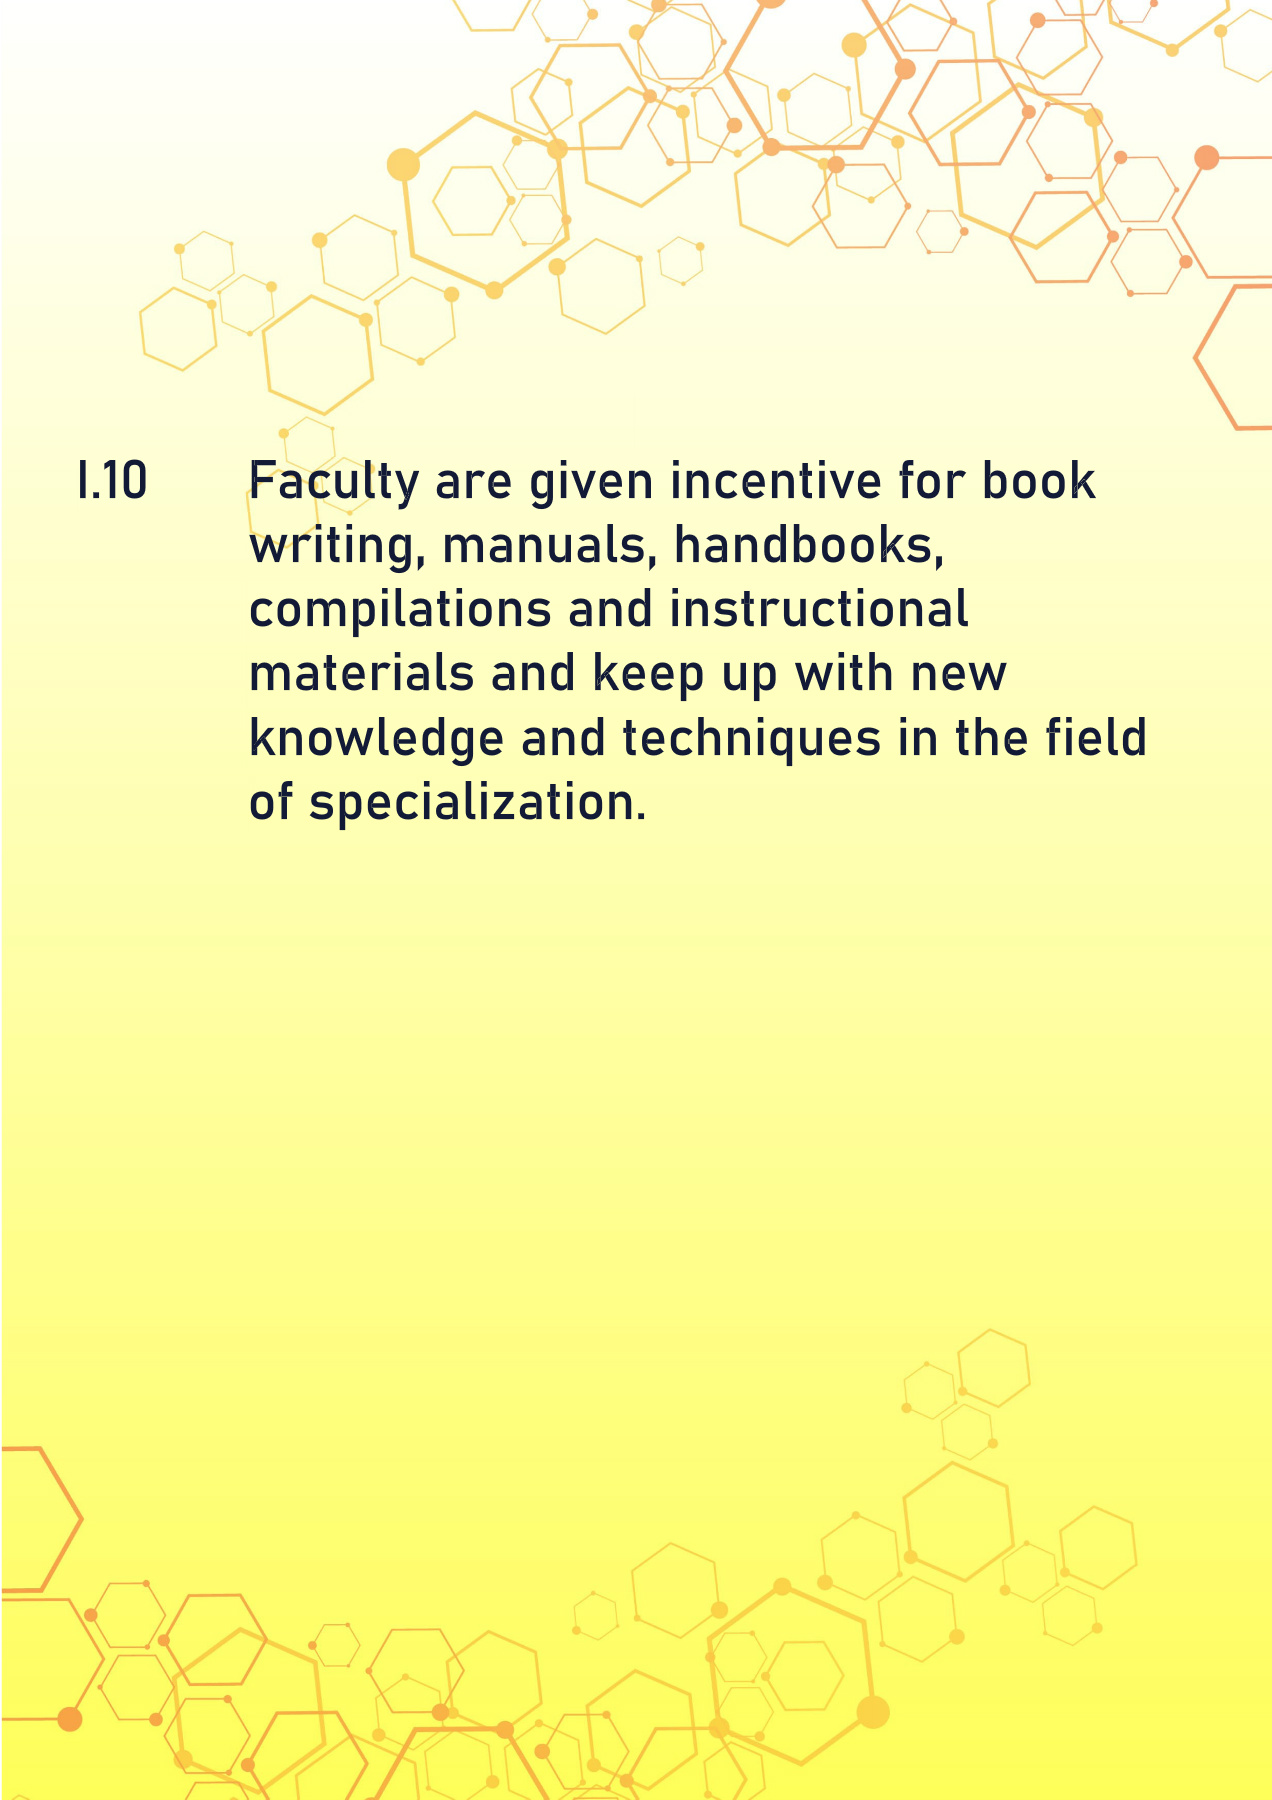 I.10 Faculty are given incentive for book
writing, manuals, handbooks,
compilations and instructional
materials and keep up with new
knowledge and techniques in the field
of specialization.